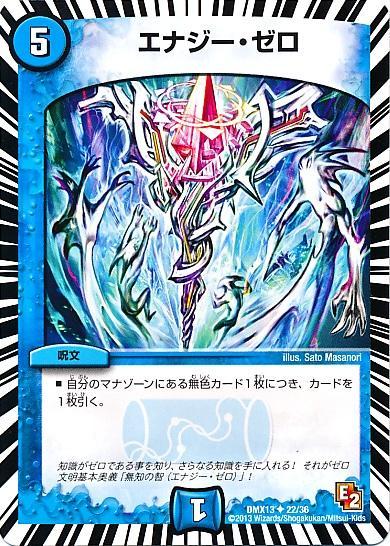 5
エナジー・ゼロ
呪文
illus. Sato Masanori
■ 自分のマナゾーンにある無色カード1枚につき、カードを
1枚引く。
知識がゼロである事を知り、さらなる知識を手に入れる! それがゼロ
文明基本奥義「無知の智(エナジー・ゼロ)」!
1
DMX13 ◆ 22/36
©2013 Wizards/Shogakukan/Mitsui-Kids
E2